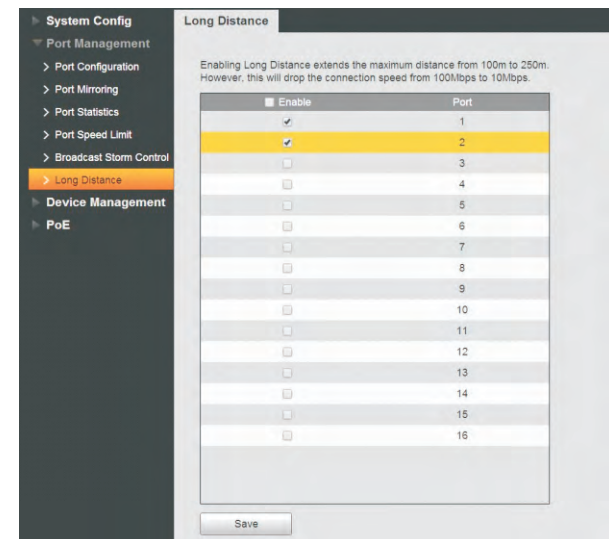 System Config
Port Management
> Port Configuration
> Port Mirroring
> Port Statistics
> Port Speed Limit
> Broadcast Storm Control
> Long Distance
Device Management
PoE
Long Distance
Enabling Long Distance extends the maximum distance from 100m to 250m.
However, this will drop the connection speed from 100Mbps to 10Mbps.
Enable Port
1
2
3
4
5
6
7
8
9
10
11
12
13
14
15
16
Save